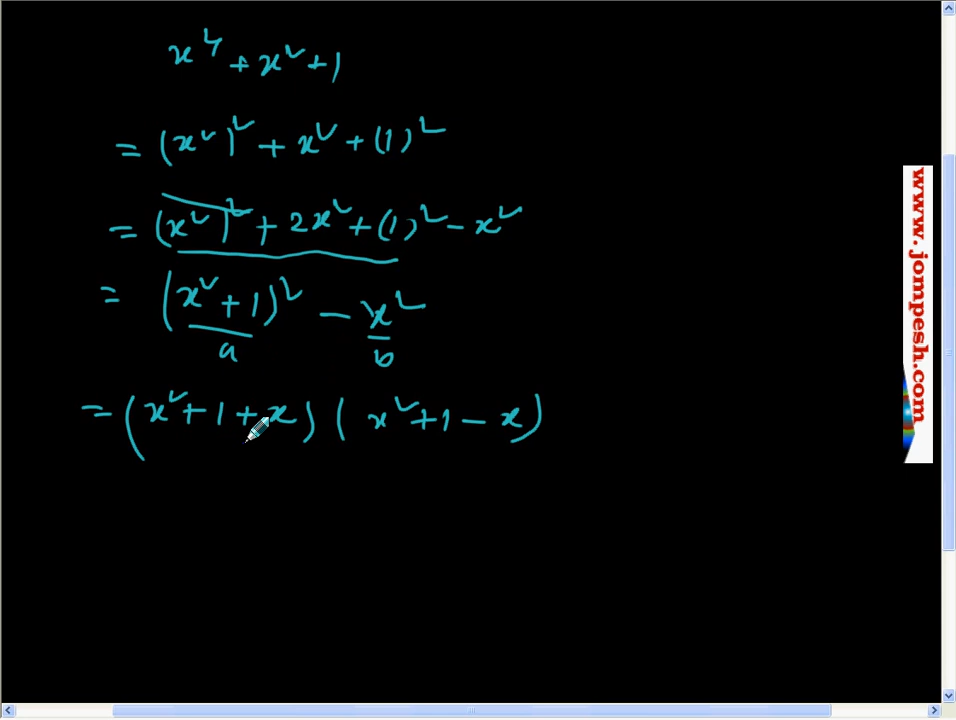 x⁴ + x² + 1
= (x²)² + x² + (1)²
= (x²)² + 2x² + (1)² - x²
= (x² + 1)² - x²
a b
= (x² + 1 + x) (x² + 1 - x)
www.jompesh.com